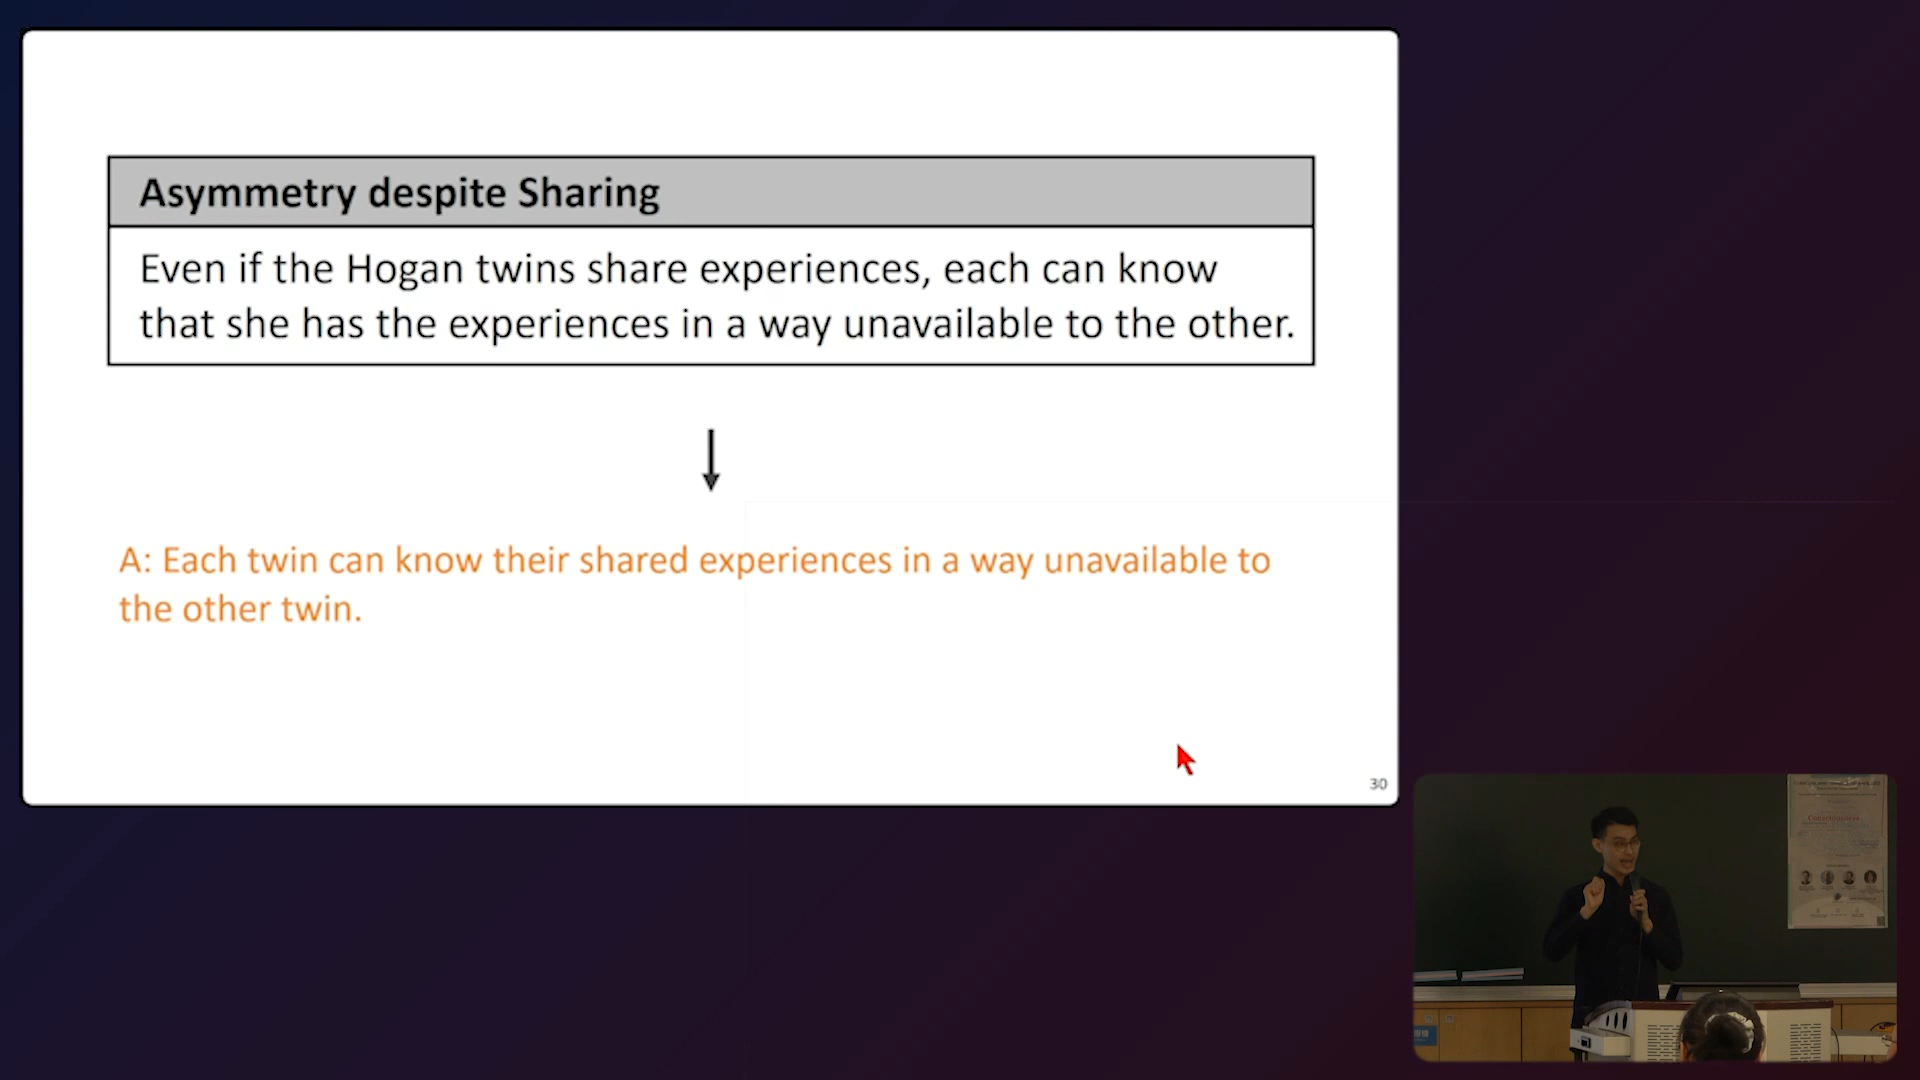 Asymmetry despite Sharing
Even if the Hogan twins share experiences, each can know
that she has the experiences in a way unavailable to the other.
A: Each twin can know their shared experiences in a way unavailable to
the other twin.
30
Consciousness